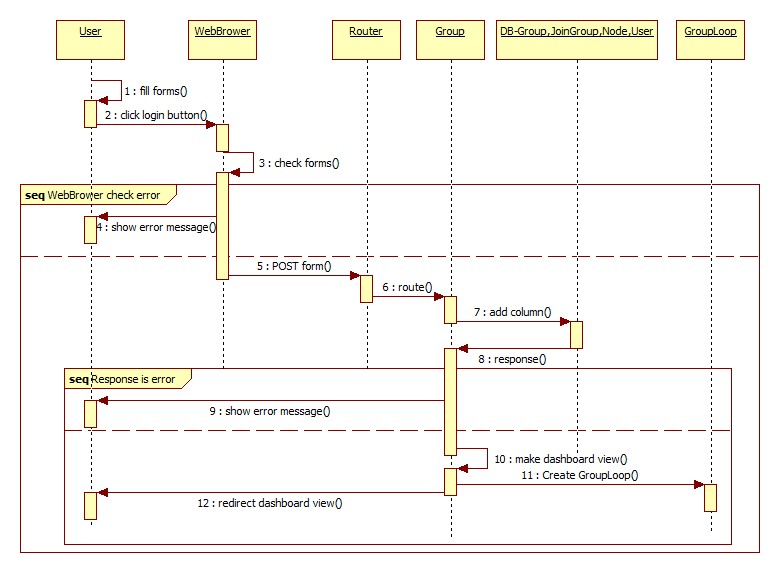 User
WebBrower
Router
Group
DB-Group,JoinGroup,Node,User
GroupLoop
1 : fill forms()
2 : click login button()
3 : check forms()
seq WebBrower check error
4 : show error message()
5 : POST form()
6 : route()
7 : add column()
8 : response()
seq Response is error
9 : show error message()
10 : make dashboard view()
11 : Create GroupLoop()
12 : redirect dashboard view()